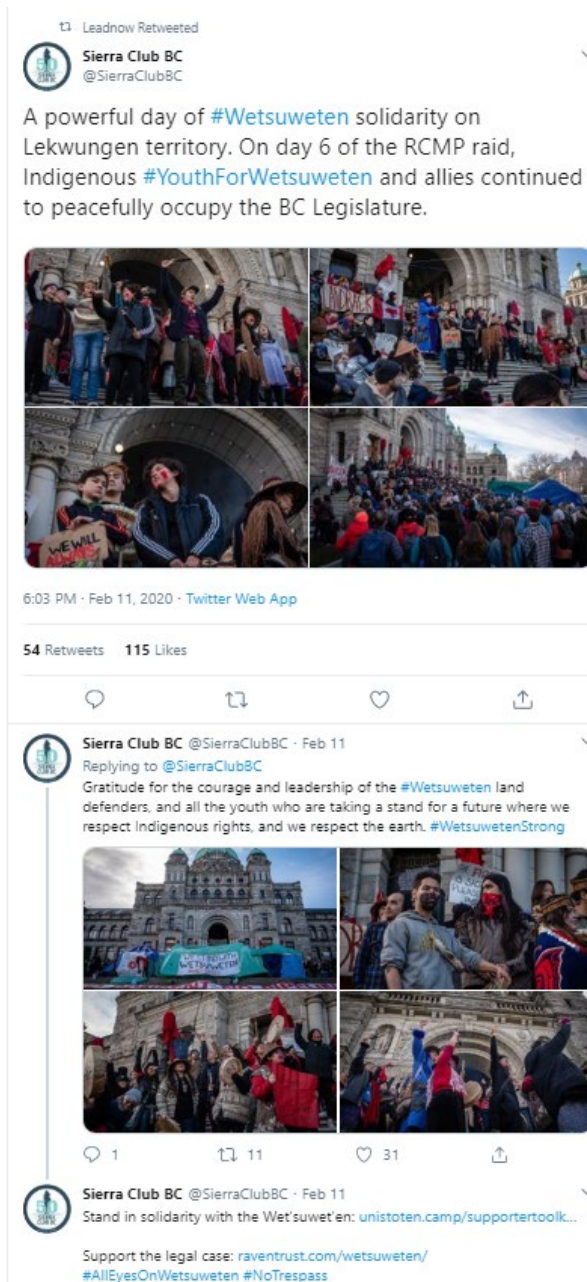 Leadnow Retweeted
Sierra Club BC
@SierraClubBC
A powerful day of #Wetsuweten solidarity on
Lekwungen territory. On day 6 of the RCMP raid,
Indigenous #YouthForWetsuweten and allies continued
to peacefully occupy the BC Legislature.
WE WILL
ALWAYS
6:03 PM · Feb 11, 2020 · Twitter Web App
54 Retweets 115 Likes
Sierra Club BC @SierraClubBC · Feb 11
Replying to @SierraClubBC
Gratitude for the courage and leadership of the #Wetsuweten land
defenders, and all the youth who are taking a stand for a future where we
respect Indigenous rights, and we respect the earth. #WetsuwetenStrong
WETSUWETEN
1 11 31
Sierra Club BC @SierraClubBC · Feb 11
Stand in solidarity with the Wet'suwet'en: unistoten.camp/supportertoolk...
Support the legal case: raventrust.com/wetsuweten/
#AllEyesOnWetsuweten #NoTrespass